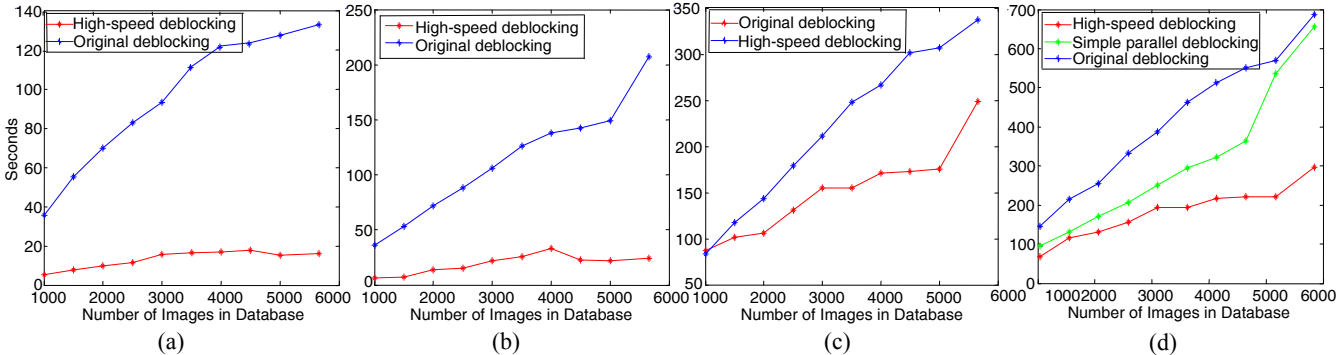 Seconds
140
120
100
80
60
40
20
0
High-speed deblocking
Original deblocking
1000 2000 3000 4000 5000 6000
Number of Images in Database
(a)
250
200
150
100
50
0
High-speed deblocking
Original deblocking
1000 2000 3000 4000 5000 6000
Number of Images in Database
(b)
350
300
250
200
150
100
50
Original deblocking
High-speed deblocking
1000 2000 3000 4000 5000 6000
Number of Images in Database
(c)
700
600
500
400
300
200
100
0
High-speed deblocking
Simple parallel deblocking
Original deblocking
1000 1000 2000 3000 4000 5000 6000
Number of Images in Database
(d)